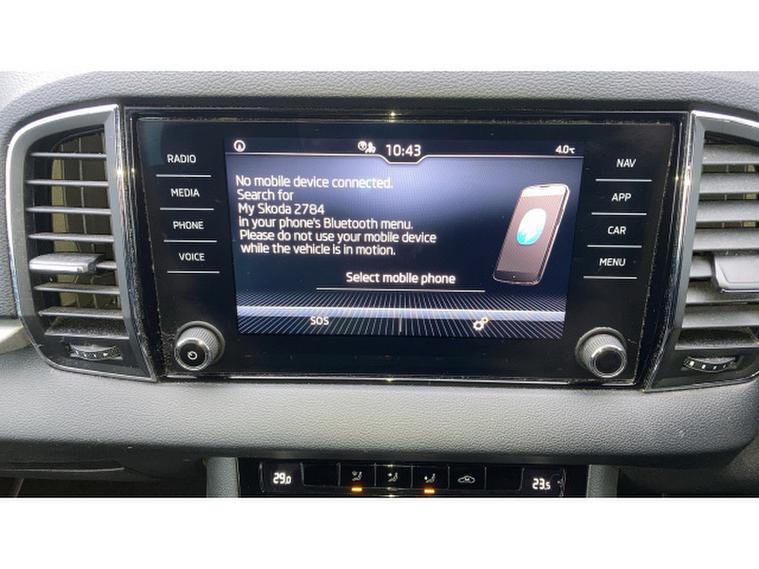 10:43
4.0°C
RADIO
MEDIA
PHONE
VOICE
No mobile device connected.
Search for
My Skoda 2784
in your phone's Bluetooth menu.
Please do not use your mobile device
while the vehicle is in motion.
Select mobile phone
SOS
NAV
APP
CAR
MENU
29.0
23.5